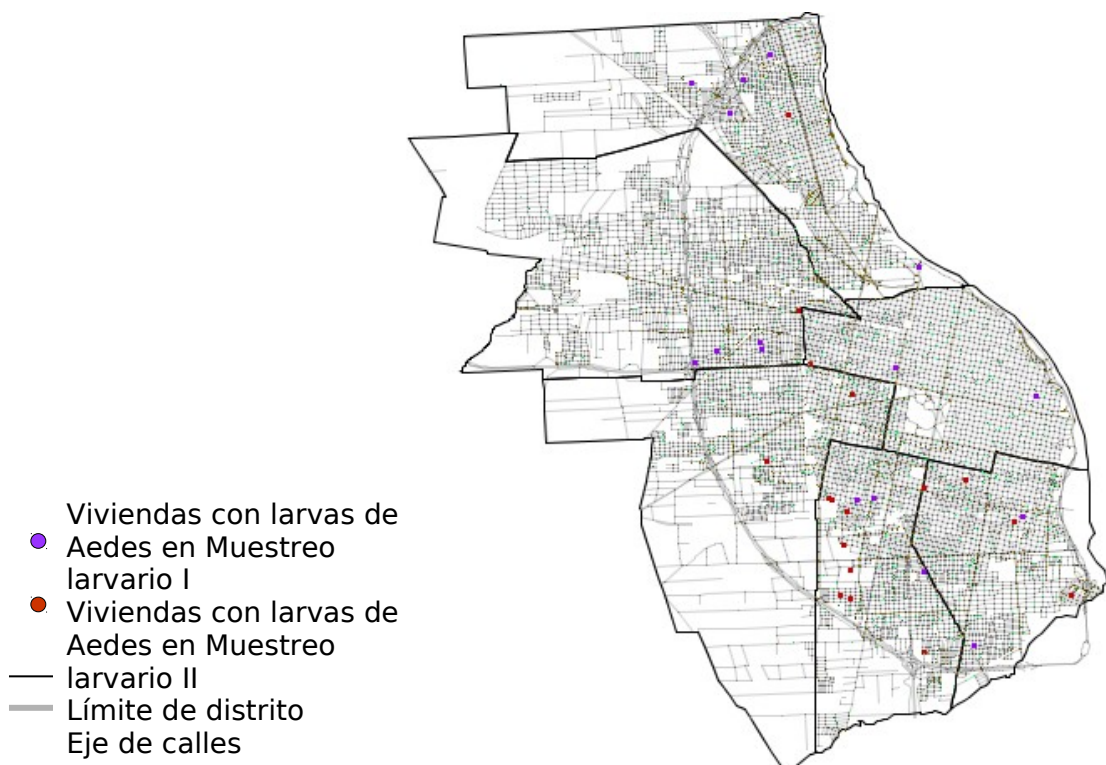 Viviendas con larvas de
Aedes en Muestreo
larvario I
Viviendas con larvas de
Aedes en Muestreo
larvario II
Límite de distrito
Eje de calles